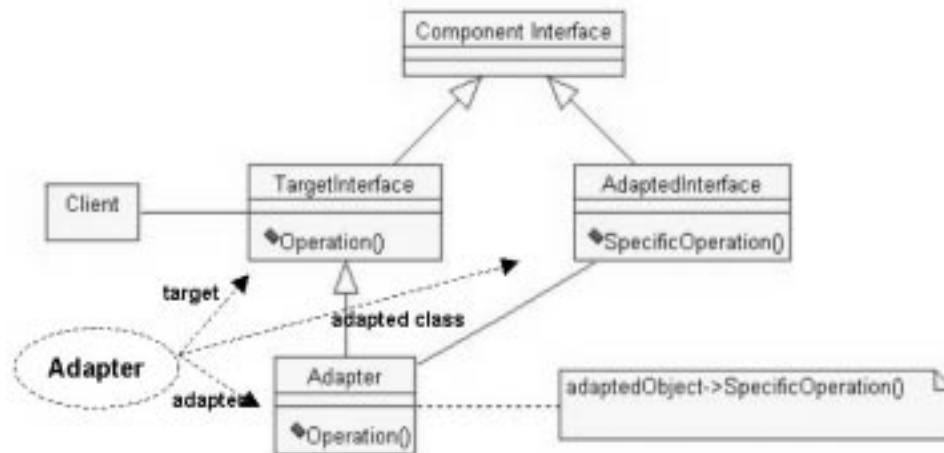 Component Interface
TargetInterface
AdaptedInterface
Client
Operation()
SpecificOperation()
target
adapted class
Adapter
Adapter
adapter
adaptedObject->SpecificOperation()
Operation()